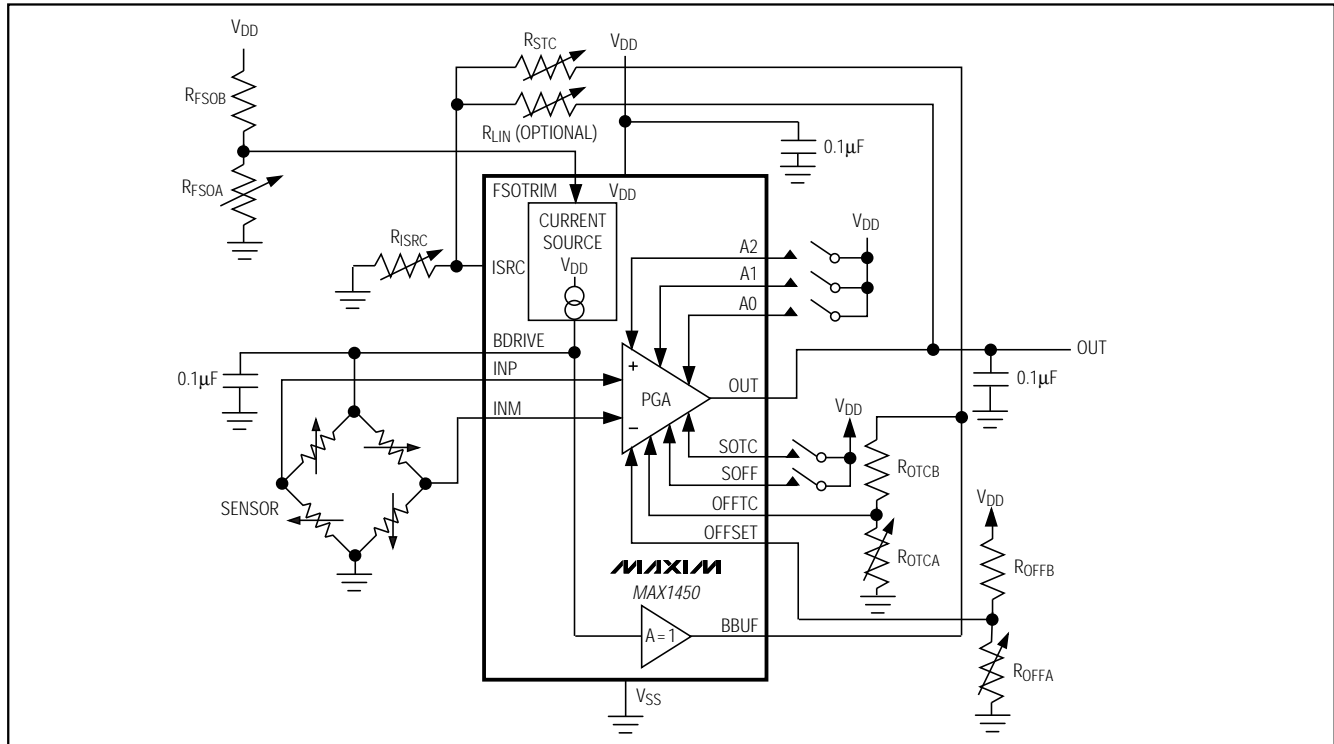 VDD
RSTC
VDD
RFSOB
RLIN (OPTIONAL)
0.1µF
RFSOA
FSOTRIM
VDD
CURRENT
SOURCE
VDD
RISRC
ISRC
A2
A1
A0
VDD
BDRIVE
INP
INM
0.1µF
+
PGA
−
OUT
OUT
0.1µF
VDD
SOTC
SOFF
OFFTC
OFFSET
ROTCB
ROTCA
VDD
ROFFB
ROFFA
SENSOR
MAXIM
MAX1450
A = 1
BBUF
VSS